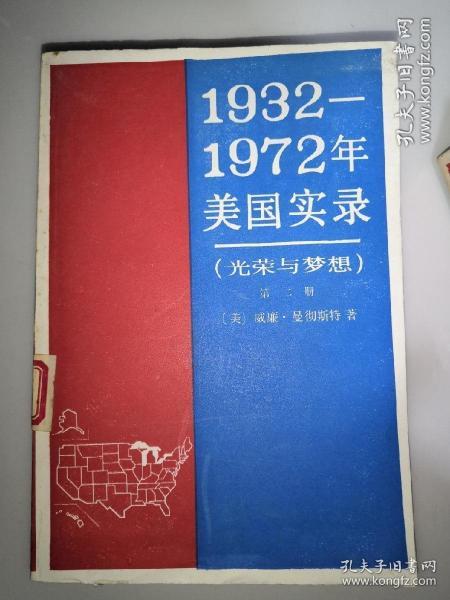 1932—
1972年
美国实录
（光荣与梦想）
第二册
〔美〕威廉·曼彻斯特著
孔夫子旧书网
kongfz.com
孔夫子旧书网
www.kongfz.com